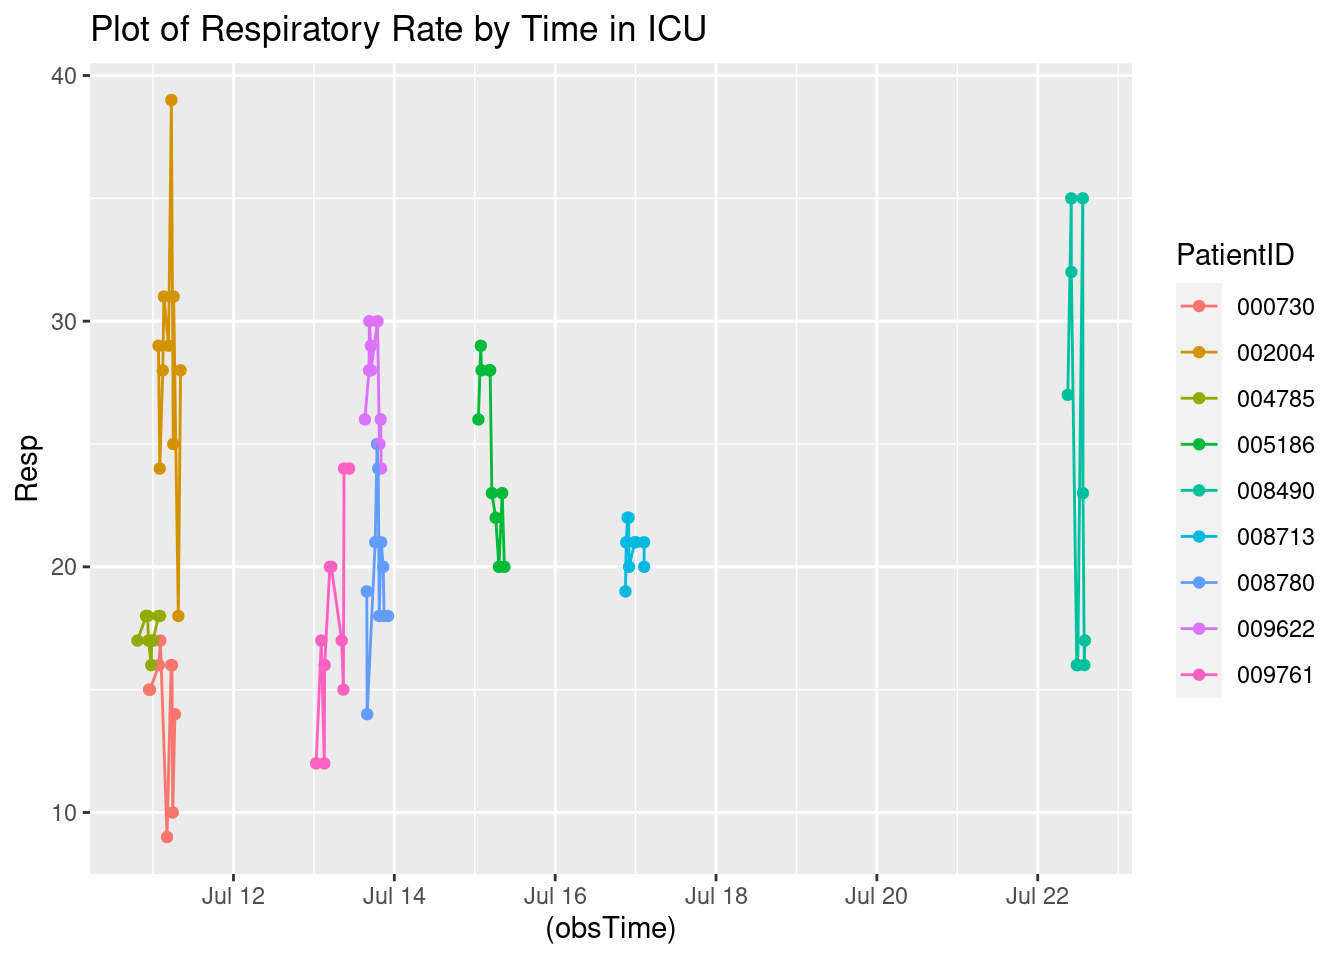 Plot of Respiratory Rate by Time in ICU
40
30
20
10
Resp
Jul 12
Jul 14
Jul 16
Jul 18
Jul 20
Jul 22
(obsTime)
PatientID
000730
002004
004785
005186
008490
008713
008780
009622
009761